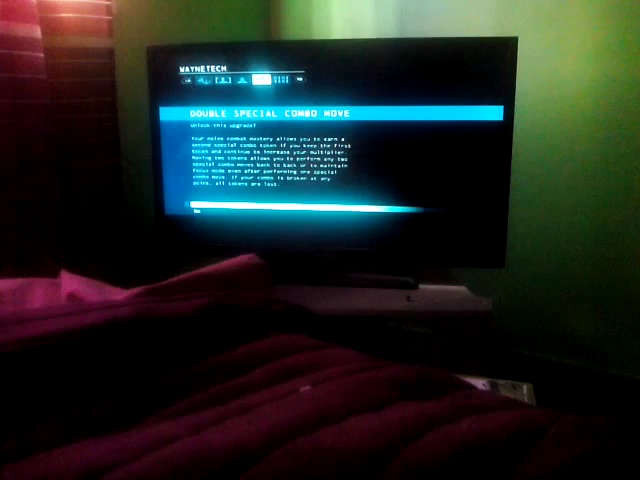 WAYNETECH
DOUBLE SPECIAL COMBO MOVE
Unlock this upgrade?
Your melee combat mastery allows you to earn a
second special combo token if you keep the first
token and continue to increase your multiplier.
Having two tokens allows you to perform any two
special combo moves back to back or to maintain
Focus mode even after performing one special
combo move. If your combo is broken at any
point, all tokens are lost.
No